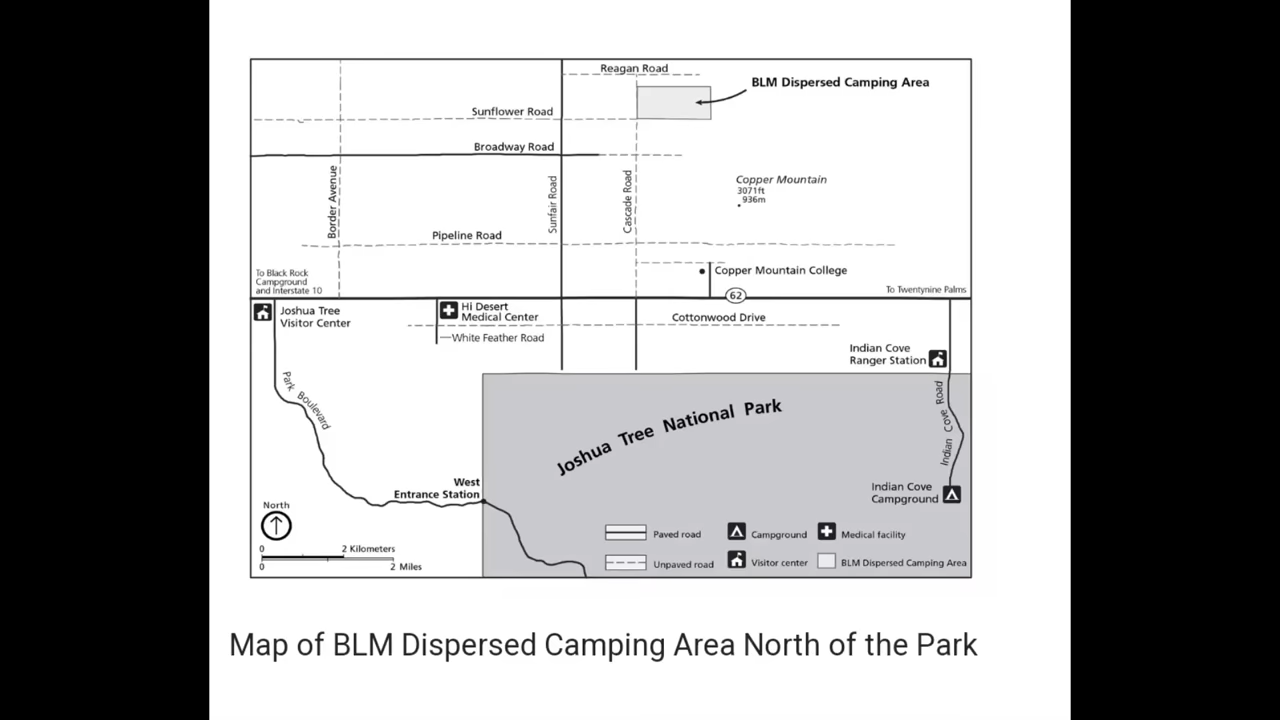 Reagan Road
BLM Dispersed Camping Area
Sunflower Road
Broadway Road
Border Avenue
Sunfair Road
Cascade Road
Copper Mountain
3071ft
936m
Pipeline Road
To Black Rock
Campground
and Interstate 10
Copper Mountain College
62
To Twentynine Palms
Joshua Tree
Visitor Center
Hi Desert
Medical Center
White Feather Road
Cottonwood Drive
Indian Cove
Ranger Station
Park Boulevard
Joshua Tree National Park
Indian Cove Road
West
Entrance Station
Indian Cove
Campground
North
0
2 Kilometers
0
2 Miles
Paved road
Campground
Medical facility
Unpaved road
Visitor center
BLM Dispersed Camping Area
Map of BLM Dispersed Camping Area North of the Park